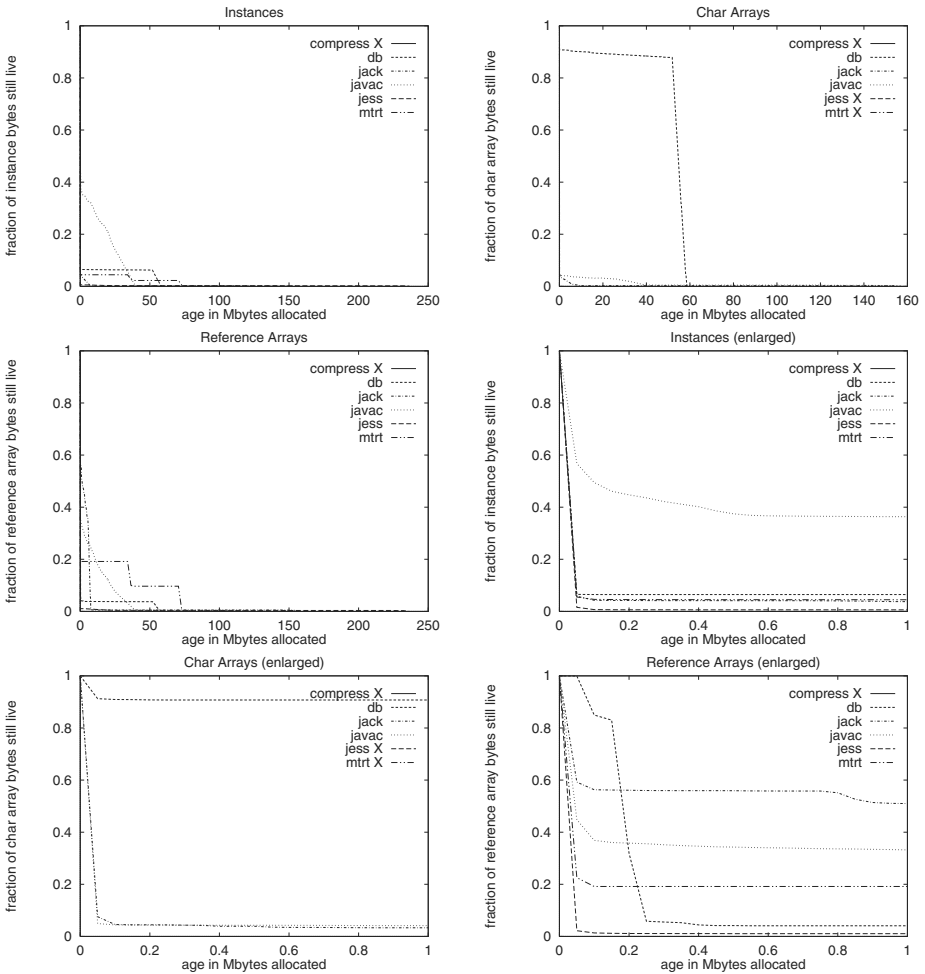 Instances
fraction of instance bytes still live
1
0.8
0.6
0.4
0.2
0
compress X
db
jack
javac
jess
mtrt
0 50 100 150 200 250
age in Mbytes allocated
Char Arrays
fraction of char array bytes still live
1
0.8
0.6
0.4
0.2
0
compress X
db
jack
javac
jess X
mtrt X
0 20 40 60 80 100 120 140 160
age in Mbytes allocated
Reference Arrays
fraction of reference array bytes still live
1
0.8
0.6
0.4
0.2
0
compress X
db
jack
javac
jess
mtrt
0 50 100 150 200 250
age in Mbytes allocated
Instances (enlarged)
fraction of instance bytes still live
1
0.8
0.6
0.4
0.2
0
compress X
db
jack
javac
jess
mtrt
0 0.2 0.4 0.6 0.8 1
age in Mbytes allocated
Char Arrays (enlarged)
fraction of char array bytes still live
1
0.8
0.6
0.4
0.2
0
compress X
db
jack
javac
jess X
mtrt X
0 0.2 0.4 0.6 0.8 1
age in Mbytes allocated
Reference Arrays (enlarged)
fraction of reference array bytes still live
1
0.8
0.6
0.4
0.2
0
compress X
db
jack
javac
jess
mtrt
0 0.2 0.4 0.6 0.8 1
age in Mbytes allocated